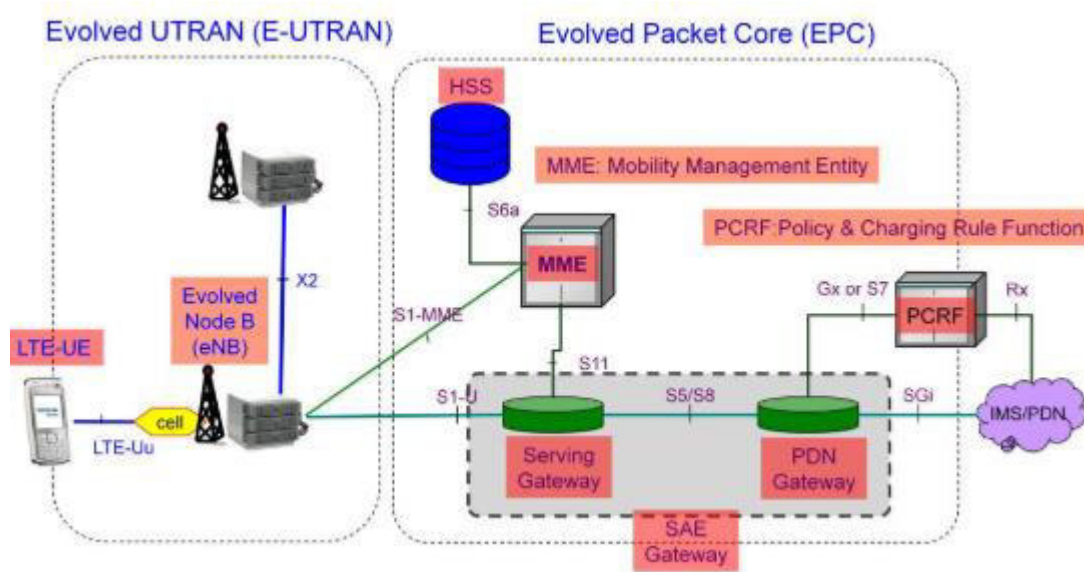 Evolved UTRAN (E-UTRAN)
Evolved Packet Core (EPC)
HSS
MME: Mobility Management Entity
S6a
PCRF:Policy & Charging Rule Function
MME
X2
Gx or S7
Rx
Evolved
Node B
(eNB)
PCRF
S1-MME
LTE-UE
S11
cell
S1-U
S5/S8
SGi
IMS/PDN
LTE-Uu
Serving
Gateway
PDN
Gateway
SAE
Gateway